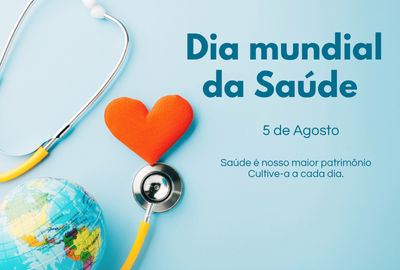 Dia mundial
da Saúde
5 de Agosto
Saúde é nosso maior patrimônio
Cultive-a a cada dia.